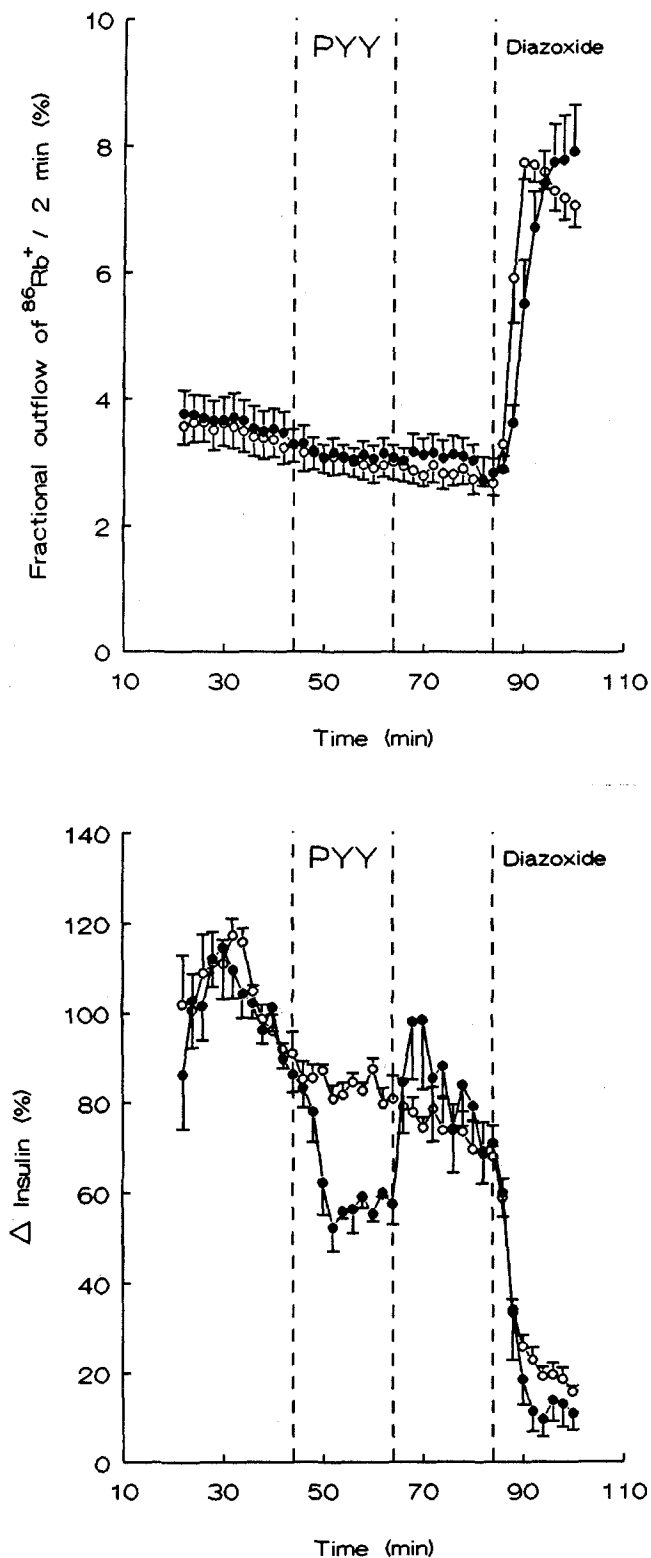 10
PYY
Diazoxide
8
6
4
2
0
Fractional outflow of ⁸⁶Rb⁺ / 2 min (%)
10 30 50 70 90 110
Time (min)
140
PYY
Diazoxide
120
100
80
60
40
20
0
Δ Insulin (%)
10 30 50 70 90 110
Time (min)